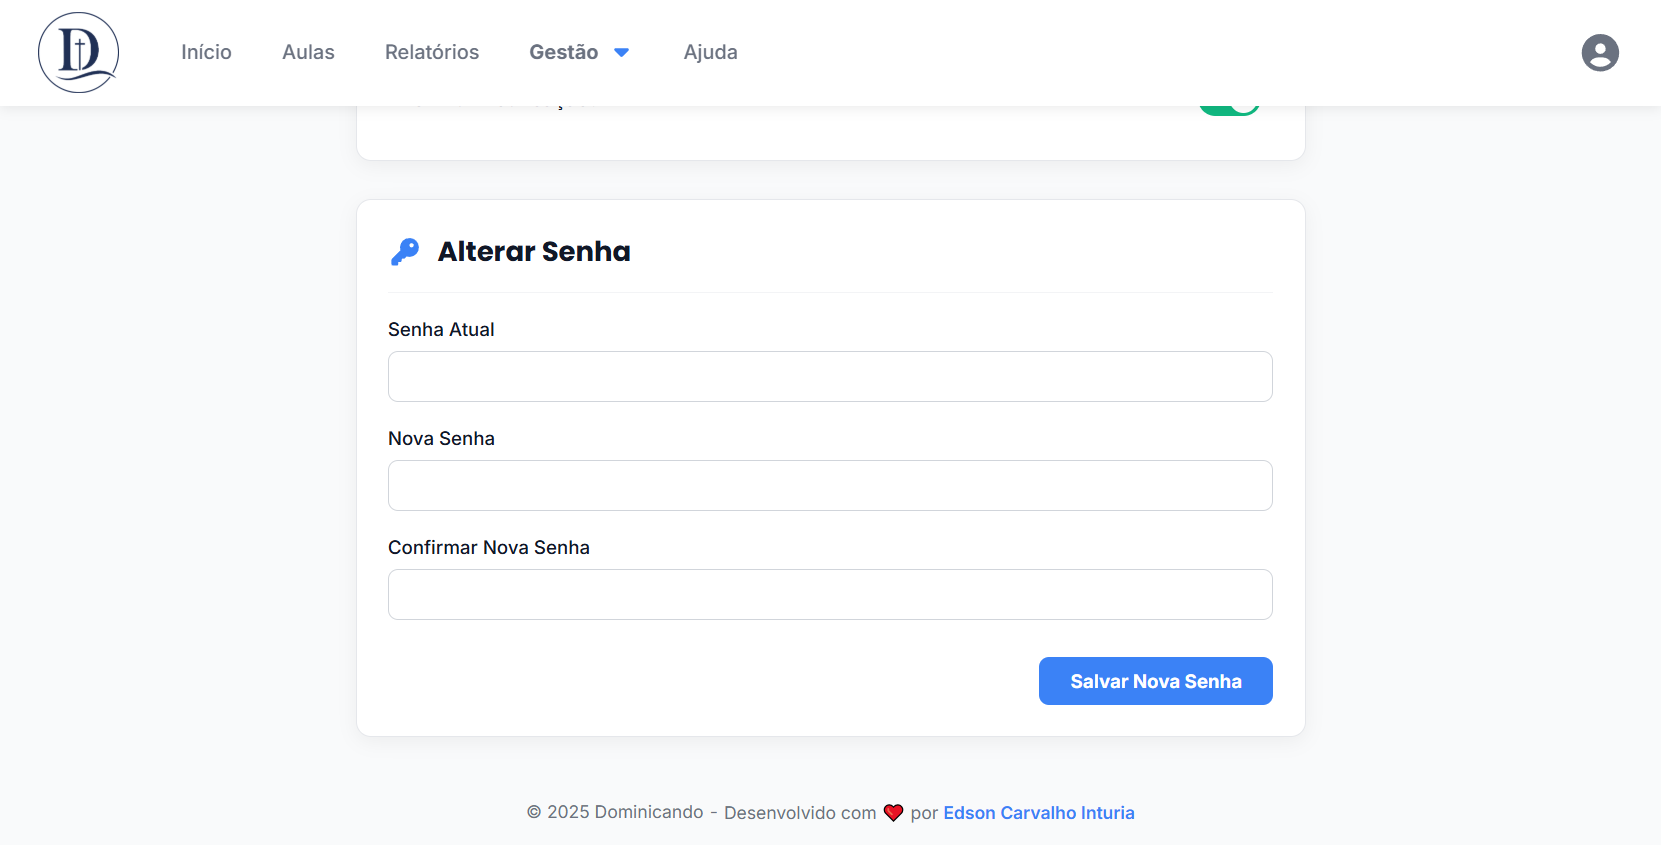 D
Início Aulas Relatórios Gestão Ajuda
Alterar Senha
Senha Atual
Nova Senha
Confirmar Nova Senha
Salvar Nova Senha
© 2025 Dominicando - Desenvolvido com ❤️ por Edson Carvalho Inturia